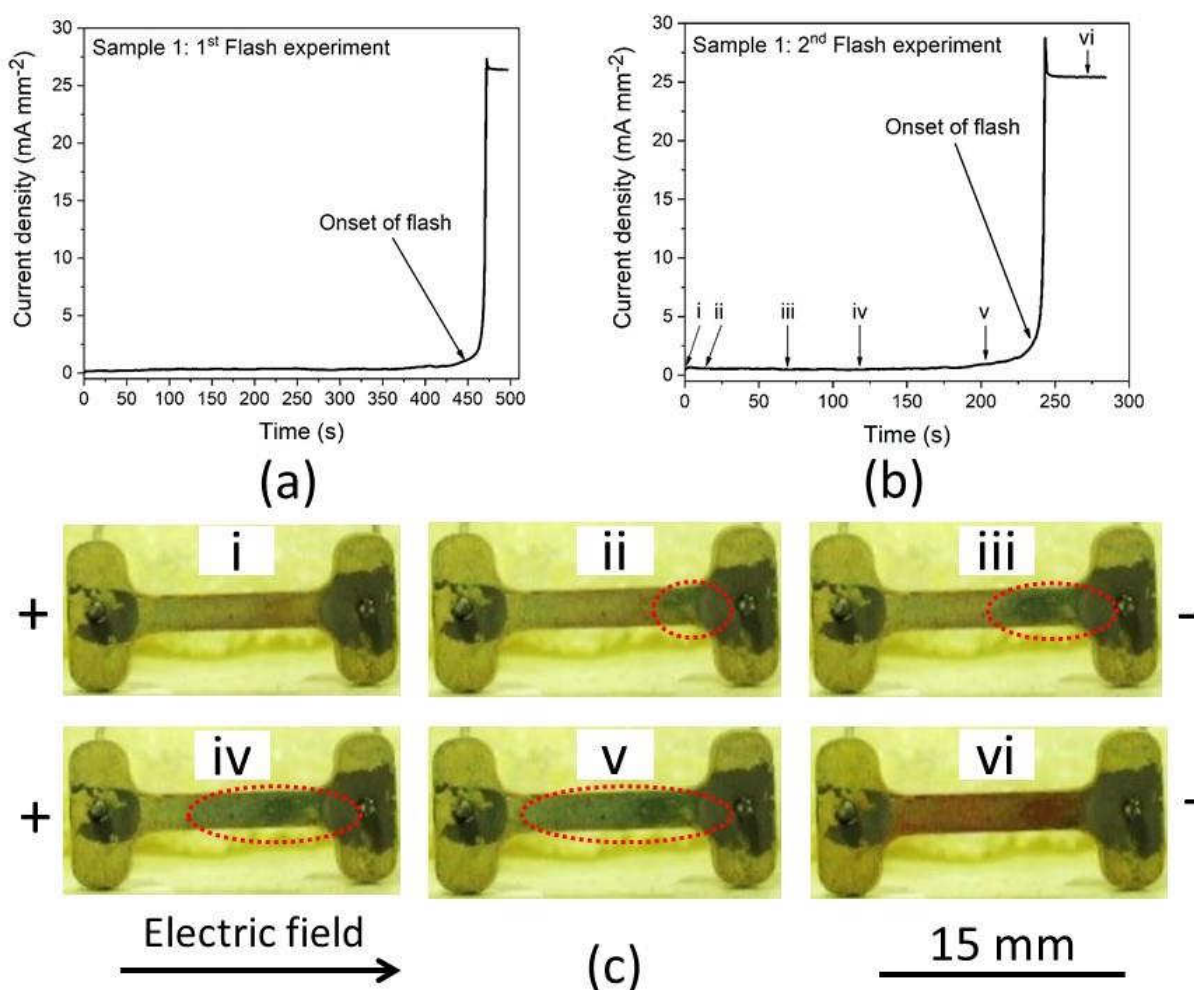 Sample 1: 1st Flash experiment
Onset of flash
Current density (mA mm-2)
30
25
20
15
10
5
0
0 50 100 150 200 250 300 350 400 450 500
Time (s)
(a)
Sample 1: 2nd Flash experiment
vi
Onset of flash
i ii iii iv v
Current density (mA mm-2)
30
25
20
15
10
5
0
0 50 100 150 200 250 300
Time (s)
(b)
i ii iii
+ -
iv v vi
+ -
Electric field
(c)
15 mm